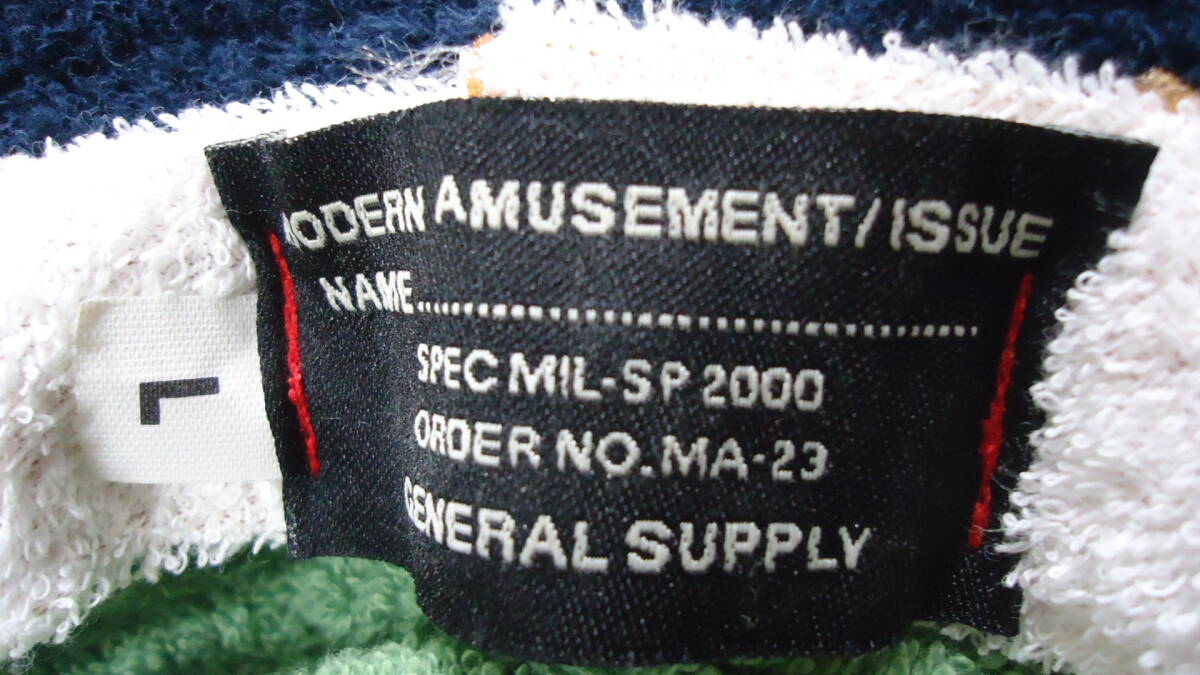 MODERN AMUSEMENT/ISSUE
NAME..............................
SPEC MIL-SP 2000
ORDER NO. MA-23
GENERAL SUPPLY
L